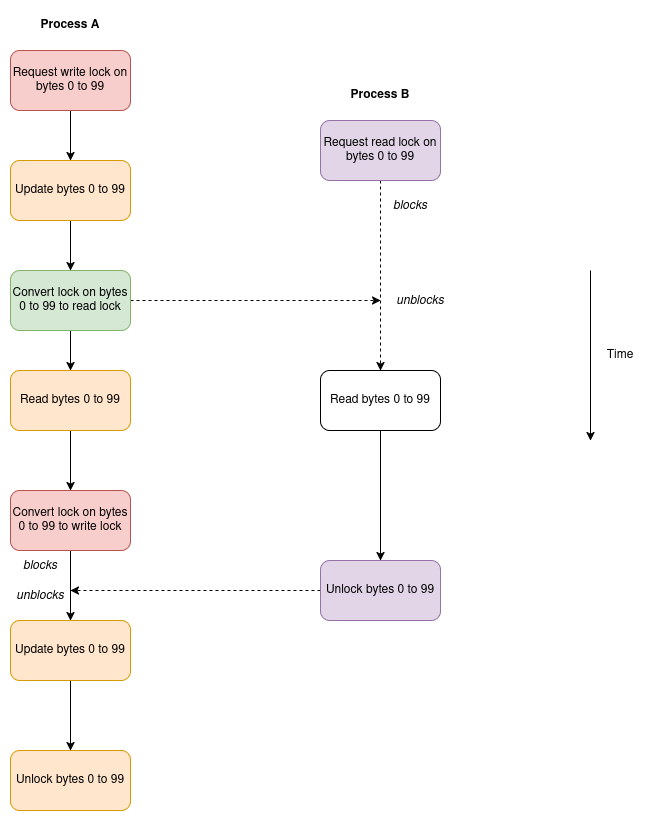 Process A
Request write lock on
bytes 0 to 99
Process B
Request read lock on
bytes 0 to 99
Update bytes 0 to 99
blocks
Convert lock on bytes
0 to 99 to read lock
unblocks
Time
Read bytes 0 to 99
Read bytes 0 to 99
Convert lock on bytes
0 to 99 to write lock
blocks
unblocks
Unlock bytes 0 to 99
Update bytes 0 to 99
Unlock bytes 0 to 99